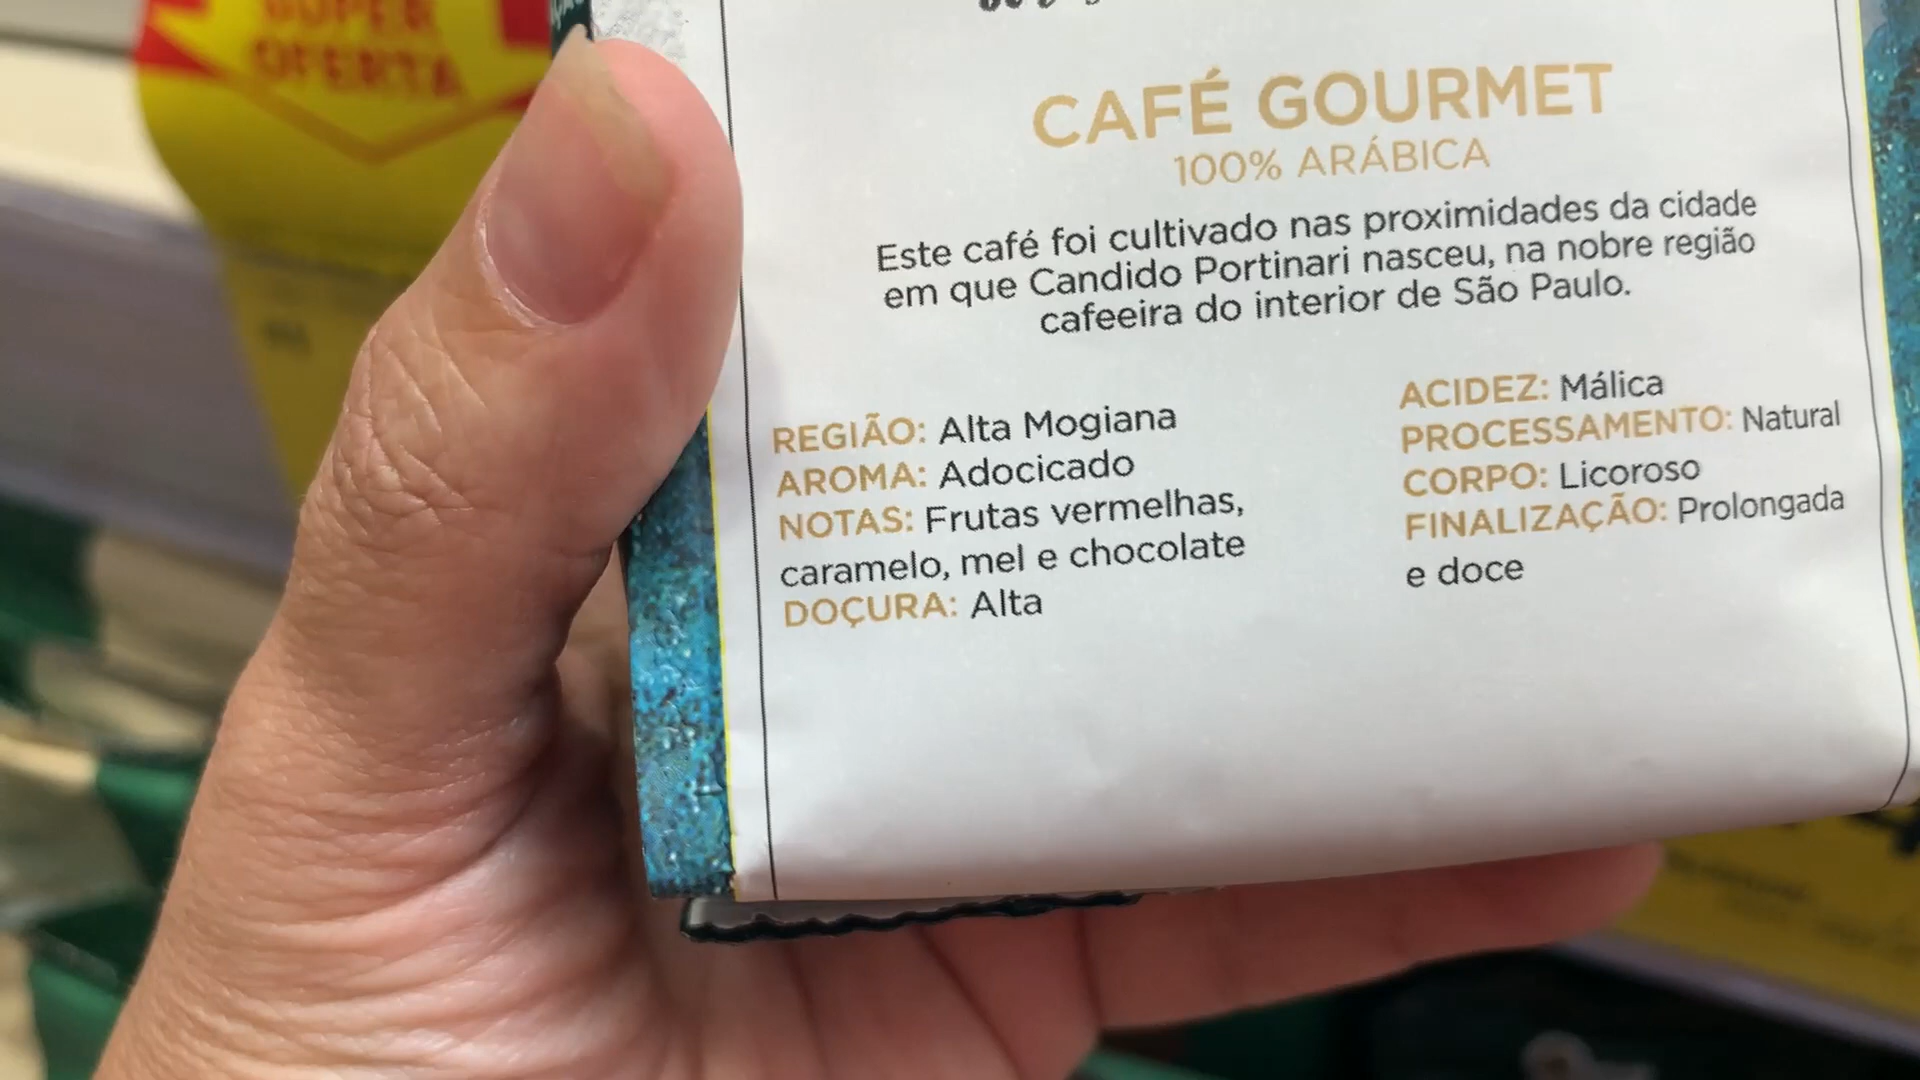 SUPER
OFERTA
CAFÉ GOURMET
100% ARÁBICA
Este café foi cultivado nas proximidades da cidade
em que Candido Portinari nasceu, na nobre região
cafeeira do interior de São Paulo.
REGIÃO: Alta Mogiana
AROMA: Adocicado
NOTAS: Frutas vermelhas,
caramelo, mel e chocolate
DOÇURA: Alta
ACIDEZ: Málica
PROCESSAMENTO: Natural
CORPO: Licoroso
FINALIZAÇÃO: Prolongada
e doce